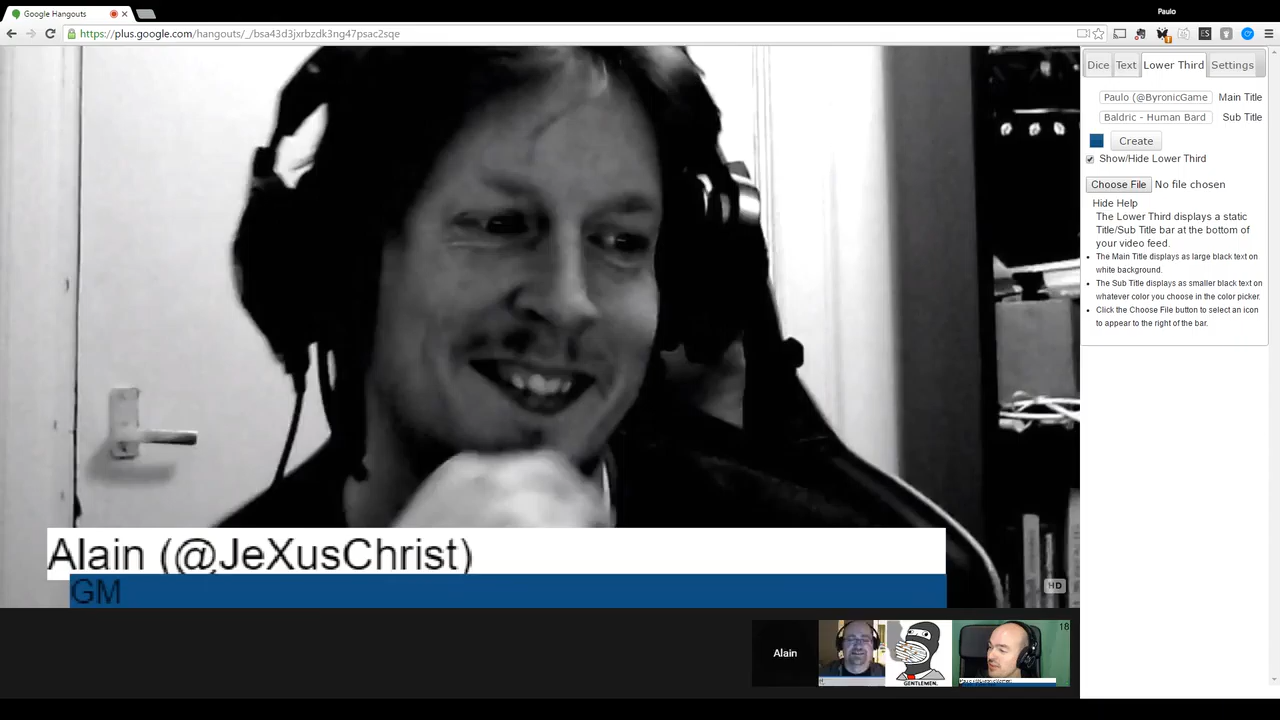 Google Hangouts
Paulo
https://plus.google.com/hangouts/_/bsa43d3jxrbzdk3ng47psac2sqe
ES
Dice
Text
Lower Third
Settings
Paulo (@ByronicGame
Main Title
Baldric - Human Bard
Sub Title
Create
Show/Hide Lower Third
Choose File
No file chosen
Hide Help
The Lower Third displays a static
Title/Sub Title bar at the bottom of
your video feed.
The Main Title displays as large black text on
white background.
The Sub Title displays as smaller black text on
whatever color you choose in the color picker.
Click the Choose File button to select an icon
to appear to the right of the bar.
Alain (@JeXusChrist)
GM
HD
Alain
GENTLEMEN.
18